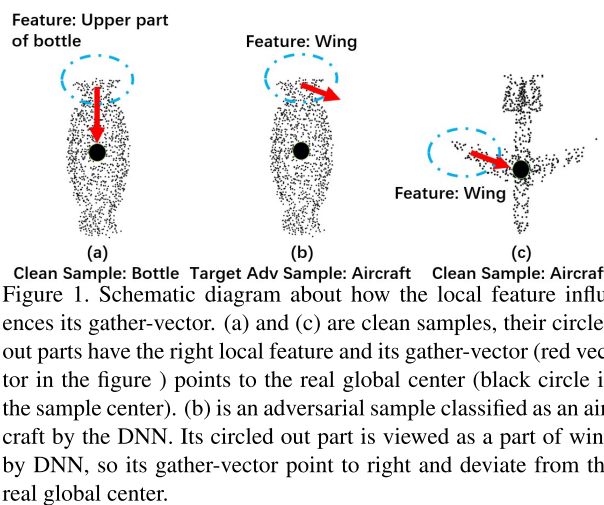 Feature: Upper part
of bottle
Feature: Wing
Feature: Wing
(a)
(b)
(c)
Clean Sample: Bottle Target Adv Sample: Aircraft Clean Sample: Aircraf
Figure 1. Schematic diagram about how the local feature influ
ences its gather-vector. (a) and (c) are clean samples, their circle
out parts have the right local feature and its gather-vector (red vec
tor in the figure ) points to the real global center (black circle i
the sample center). (b) is an adversarial sample classified as an air
craft by the DNN. Its circled out part is viewed as a part of win
by DNN, so its gather-vector point to right and deviate from th
real global center.